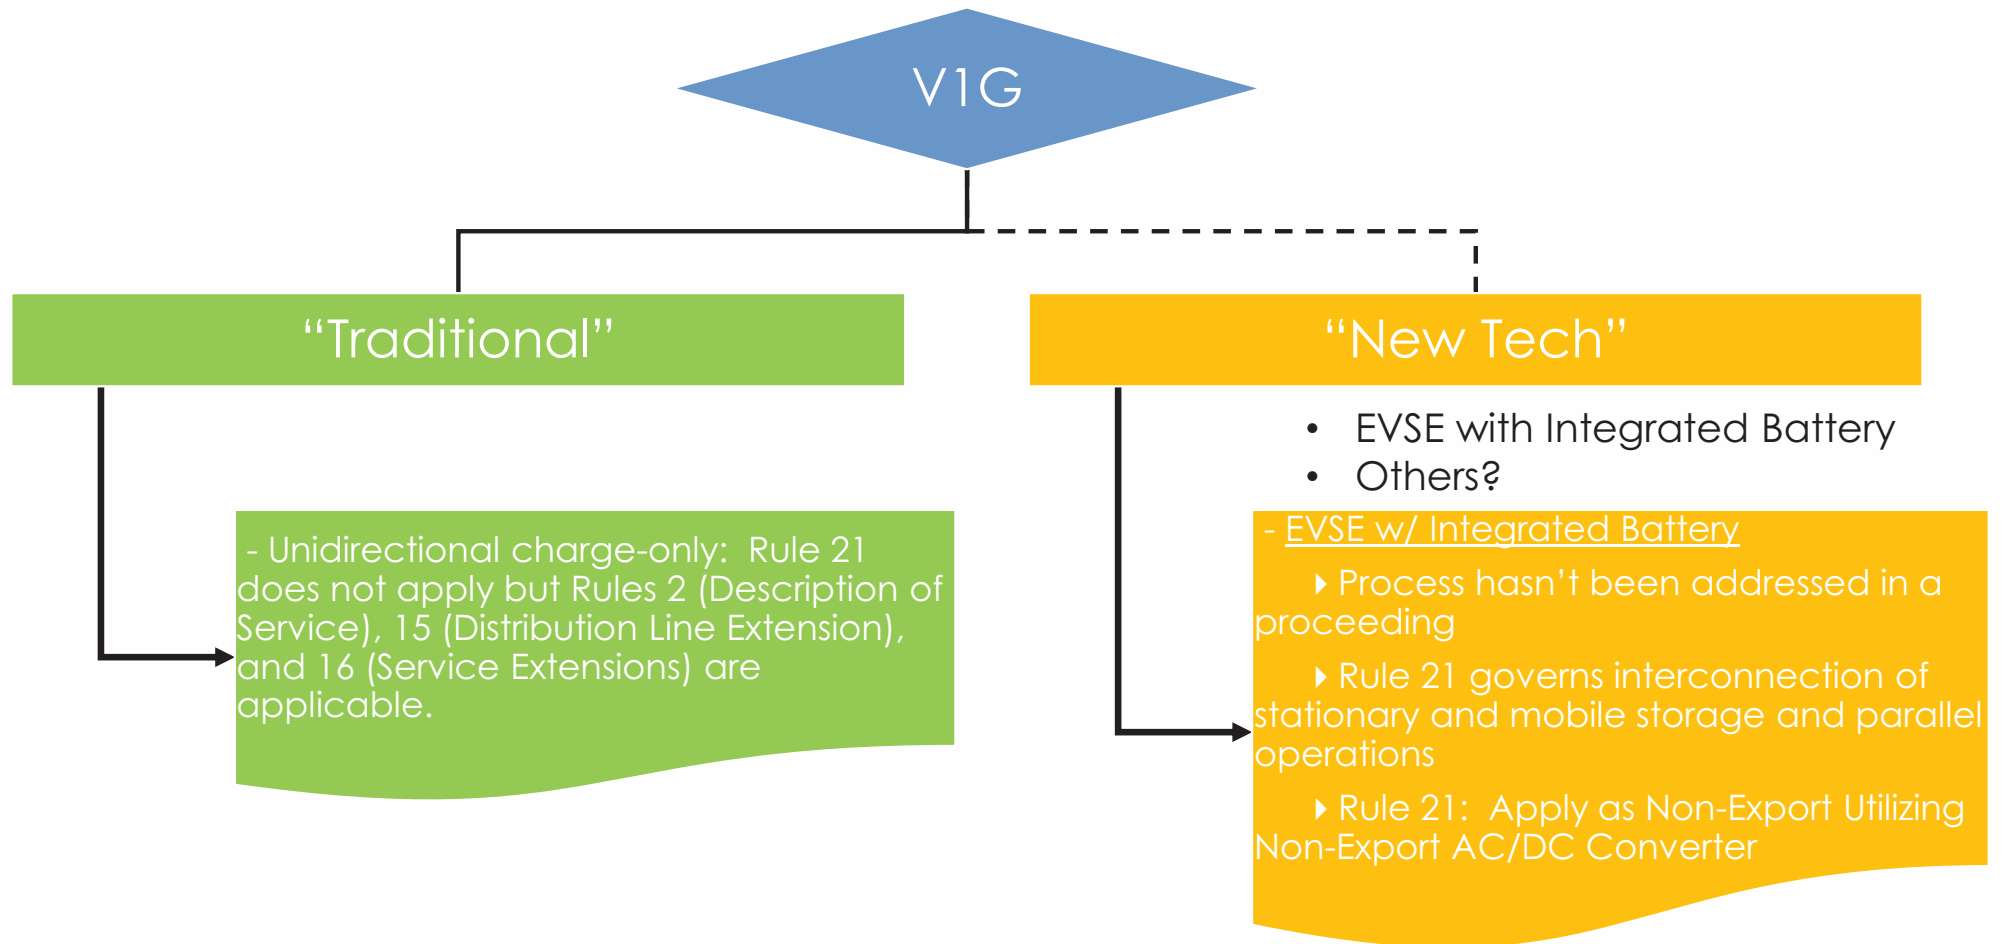 V1G
“Traditional”
“New Tech”
• EVSE with Integrated Battery
• Others?
- Unidirectional charge-only:  Rule 21
does not apply but Rules 2 (Description of
Service), 15 (Distribution Line Extension),
and 16 (Service Extensions) are
applicable.
- EVSE w/ Integrated Battery
Process hasn’t been addressed in a
proceeding
Rule 21 governs interconnection of
stationary and mobile storage and parallel
operations
Rule 21:  Apply as Non-Export Utilizing
Non-Export AC/DC Converter